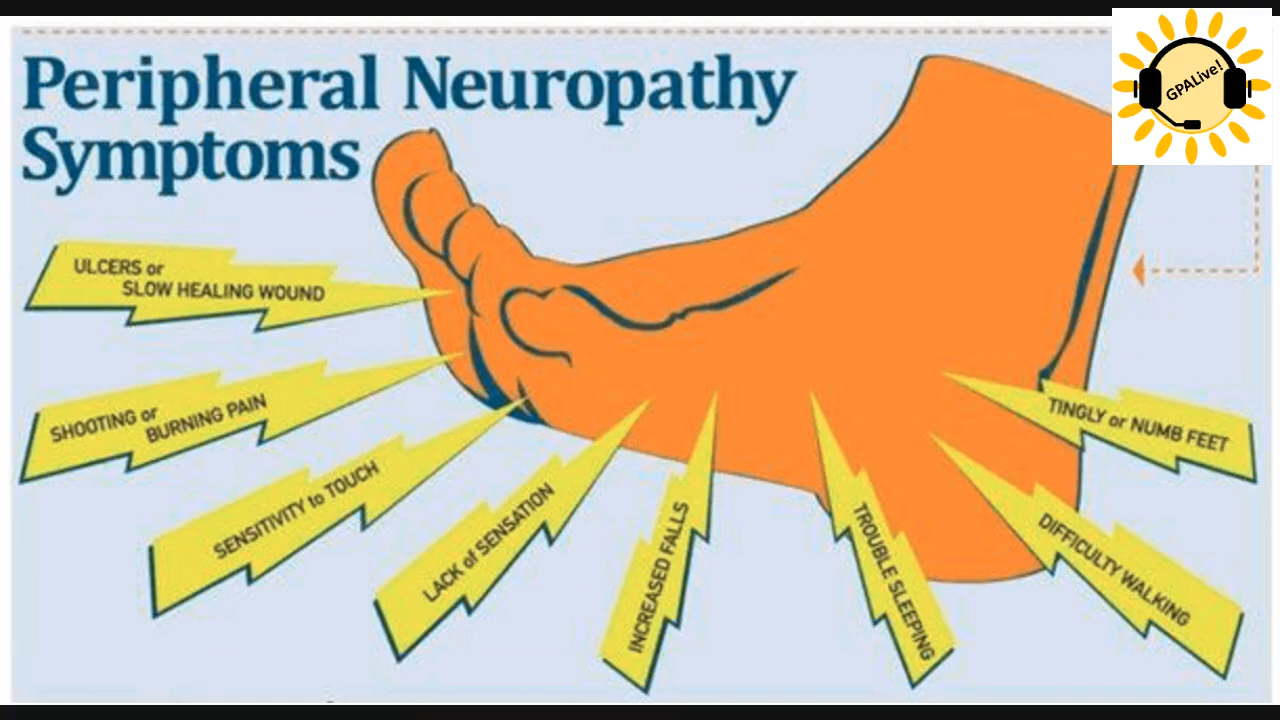 Peripheral Neuropathy
Symptoms
GPALive!
ULCERS or
SLOW HEALING WOUND
SHOOTING or
BURNING PAIN
SENSITIVITY to TOUCH
LACK of SENSATION
INCREASED FALLS
TROUBLE SLEEPING
DIFFICULTY WALKING
TINGLY or NUMB FEET